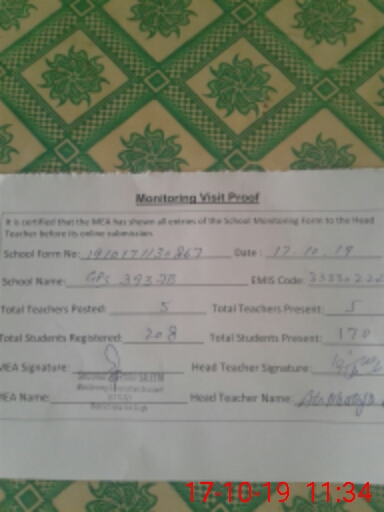 Monitoring Visit Proof
It is certified that the MEA has shown all entries of the School Monitoring Form to the Head
Teacher before its online submission.
School Form No: 1910171130867 Date: 17.10.19
School Name: GPS 393 JB EMIS Code:
Total Teachers Posted: 5 Total Teachers Present: 5
Total Students Registered: 208 Total Students Present: 170
MEA Signature: Head Teacher Signature:
MEA Name: Head Teacher Name:
17-10-19 11:34